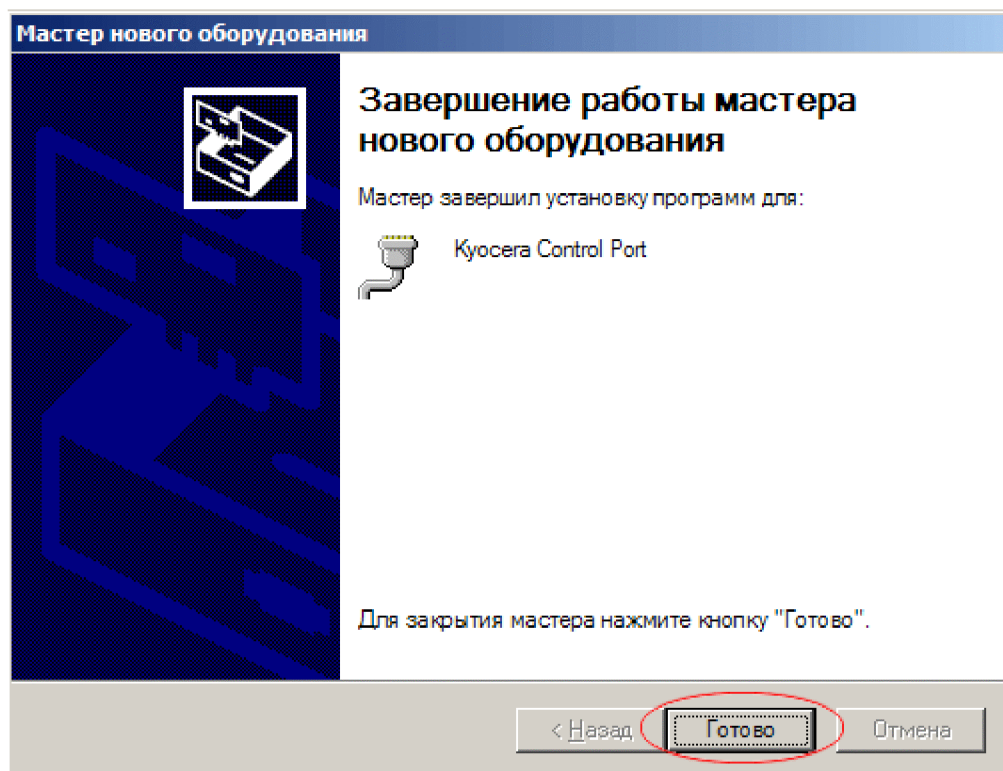 Мастер нового оборудования
Завершение работы мастера
нового оборудования
Мастер завершил установку программ для:
Kyocera Control Port
Для закрытия мастера нажмите кнопку "Готово".
< Назад
Готово
Отмена